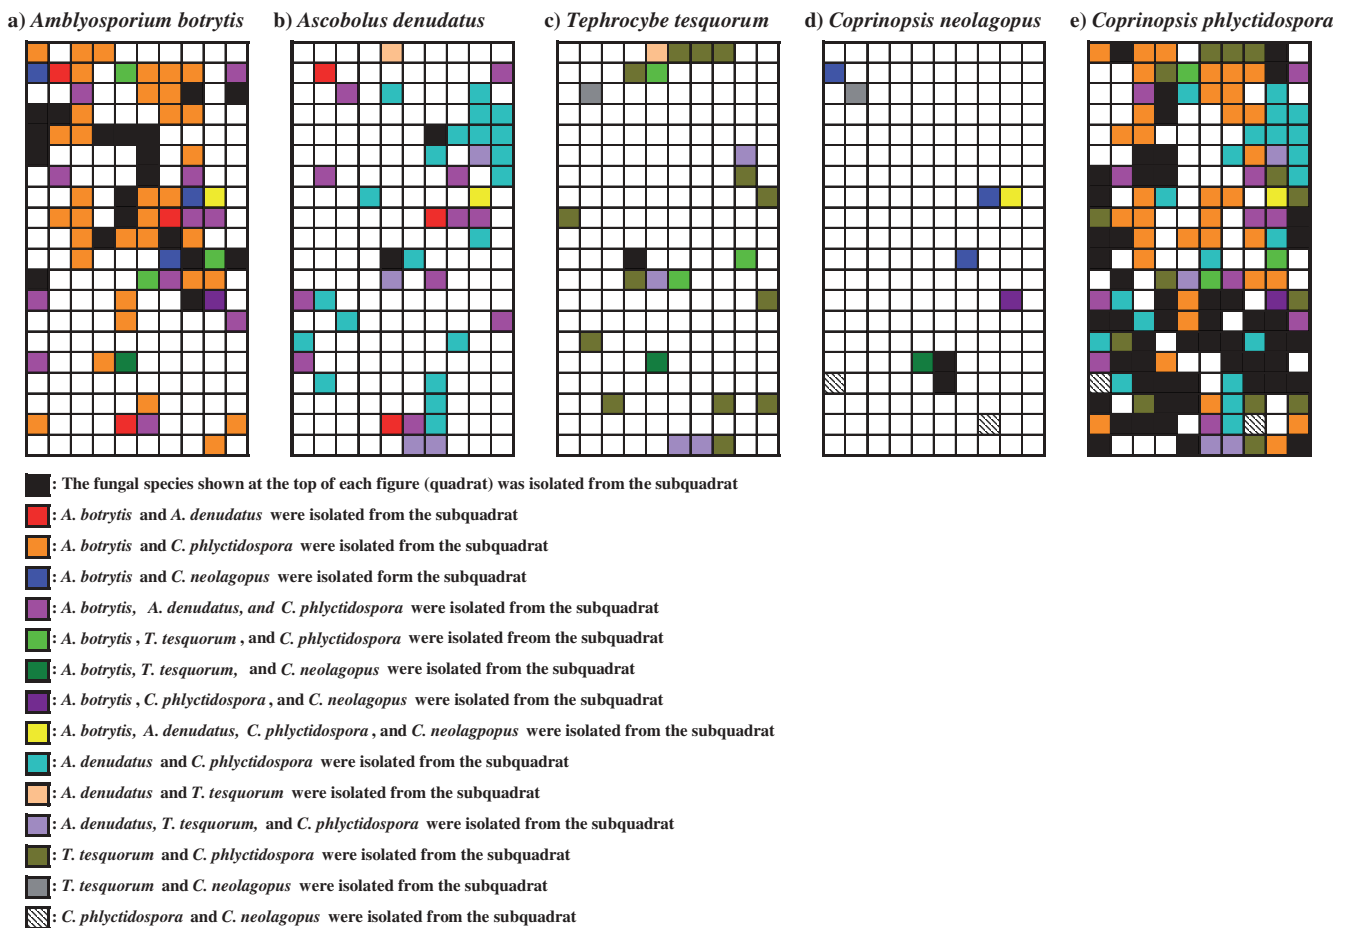 a) Amblyosporium botrytis b) Ascobolus denudatus c) Tephrocybe tesquorum d) Coprinopsis neolagopus e) Coprinopsis phlyctidospora
: The fungal species shown at the top of each figure (quadrat) was isolated from the subquadrat
: A. botrytis and A. denudatus were isolated from the subquadrat
: A. botrytis and C. phlyctidospora were isolated from the subquadrat
: A. botrytis and C. neolagopus were isolated form the subquadrat
: A. botrytis, A. denudatus, and C. phlyctidospora were isolated from the subquadrat
: A. botrytis, T. tesquorum, and C. phlyctidospora were isolated freom the subquadrat
: A. botrytis, T. tesquorum, and C. neolagopus were isolated from the subquadrat
: A. botrytis, C. phlyctidospora, and C. neolagopus were isolated from the subquadrat
: A. botrytis, A. denudatus, C. phlyctidospora, and C. neolagpopus were isolated from the subquadrat
: A. denudatus and C. phlyctidospora were isolated from the subquadrat
: A. denudatus and T. tesquorum were isolated from the subquadrat
: A. denudatus, T. tesquorum, and C. phlyctidospora were isolated from the subquadrat
: T. tesquorum and C. phlyctidospora were isolated from the subquadrat
: T. tesquorum and C. neolagopus were isolated from the subquadrat
: C. phlyctidospora and C. neolagopus were isolated from the subquadrat